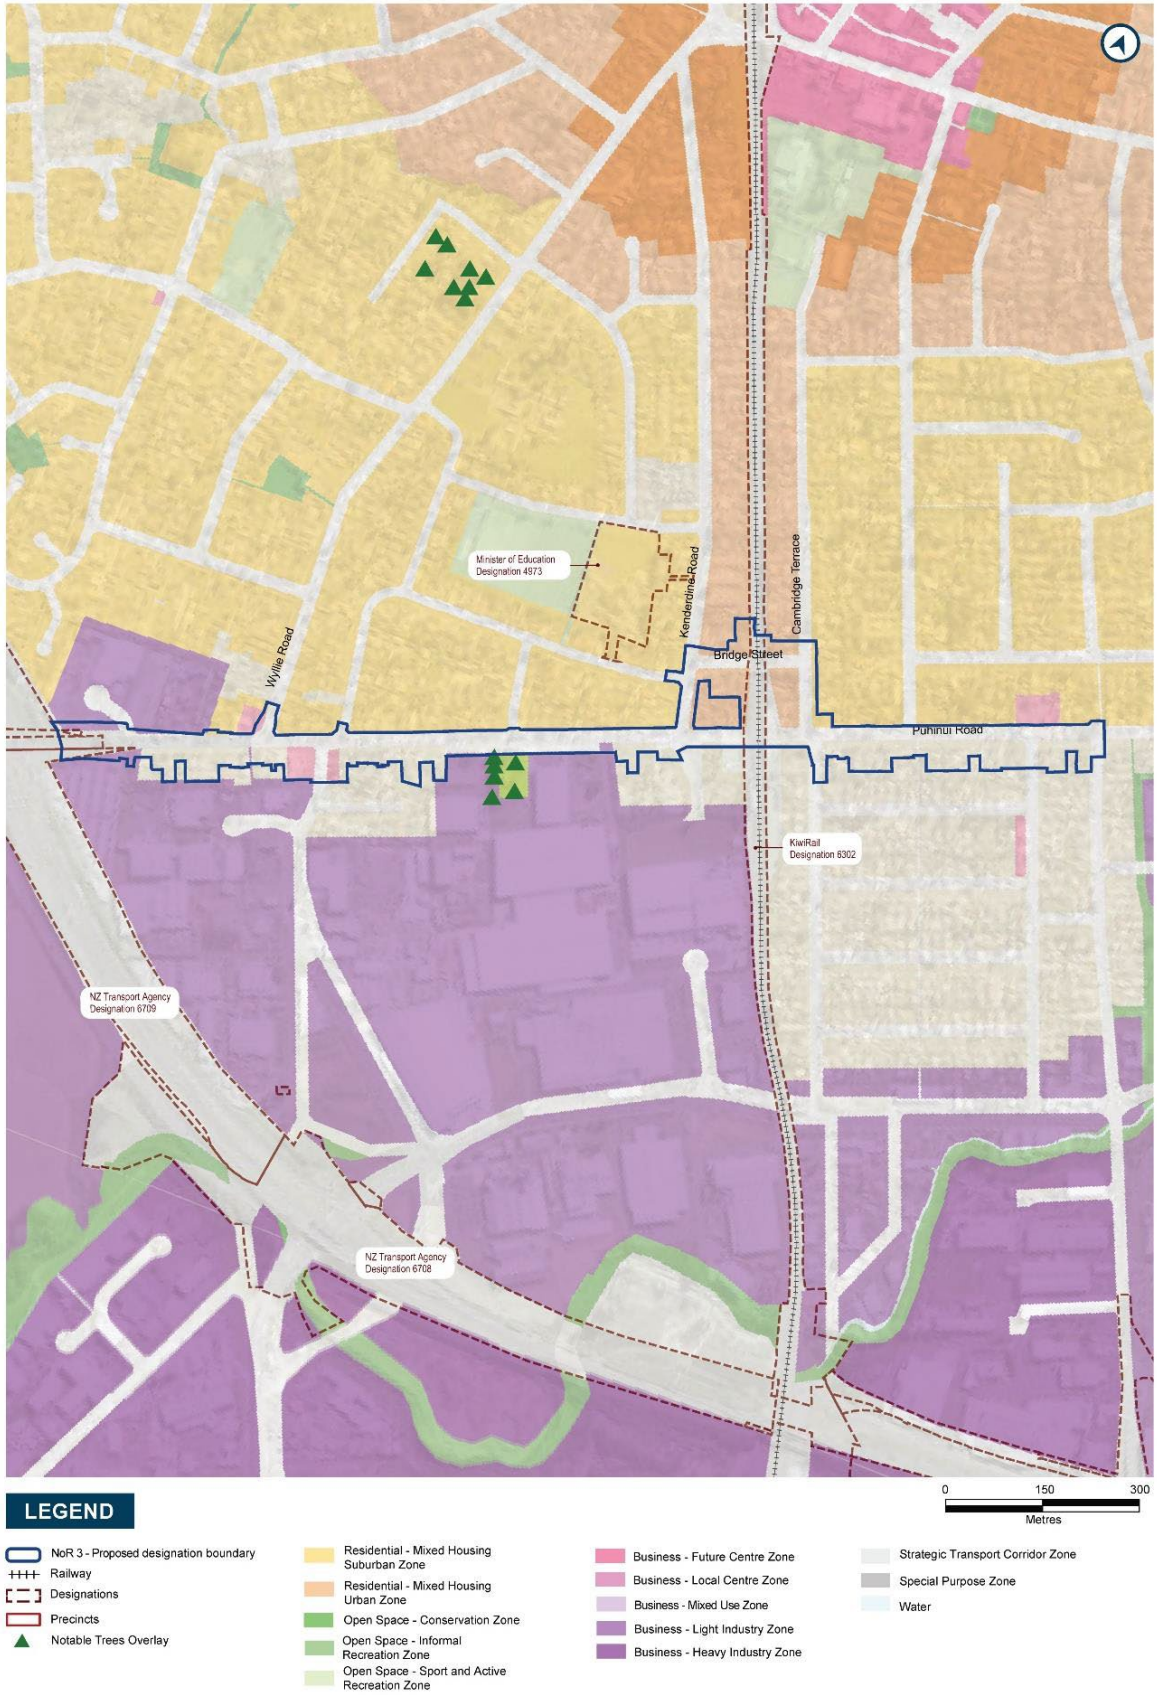 Minister of Education
Designation 4973
Kenderdine Road
Cambridge Terrace
Wyllie Road
Bridge Street
Puhinui Road
KiwiRail
Designation 6302
NZ Transport Agency
Designation 6709
NZ Transport Agency
Designation 6708
LEGEND
0 150 300
Metres
NoR 3 - Proposed designation boundary
Railway
Designations
Precincts
Notable Trees Overlay
Residential - Mixed Housing
Suburban Zone
Residential - Mixed Housing
Urban Zone
Open Space - Conservation Zone
Open Space - Informal
Recreation Zone
Open Space - Sport and Active
Recreation Zone
Business - Future Centre Zone
Business - Local Centre Zone
Business - Mixed Use Zone
Business - Light Industry Zone
Business - Heavy Industry Zone
Strategic Transport Corridor Zone
Special Purpose Zone
Water